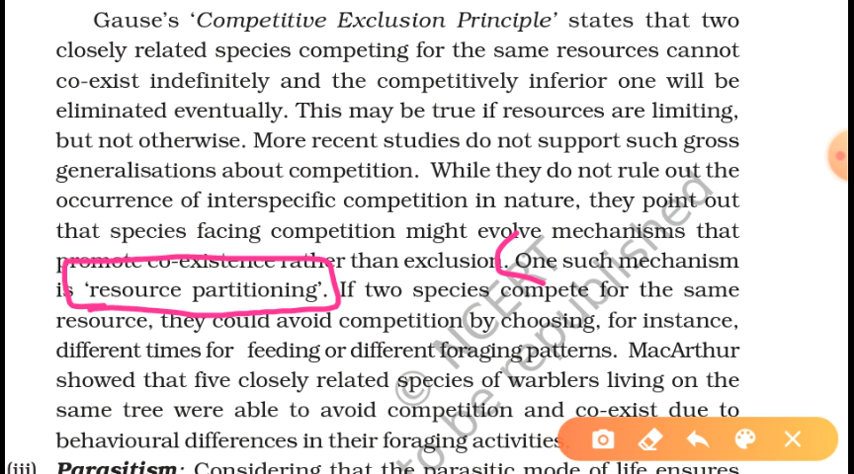 Gause's 'Competitive Exclusion Principle' states that two
closely related species competing for the same resources cannot
co-exist indefinitely and the competitively inferior one will be
eliminated eventually. This may be true if resources are limiting,
but not otherwise. More recent studies do not support such gross
generalisations about competition. While they do not rule out the
occurrence of interspecific competition in nature, they point out
that species facing competition might evolve mechanisms that
promote co-existence rather than exclusion. One such mechanism
is 'resource partitioning'. If two species compete for the same
resource, they could avoid competition by choosing, for instance,
different times for feeding or different foraging patterns. MacArthur
showed that five closely related species of warblers living on the
same tree were able to avoid competition and co-exist due to
behavioural differences in their foraging activities
(iii) Parasitism: Considering that the parasitic mode of life ensures
© NCERT
to be republished